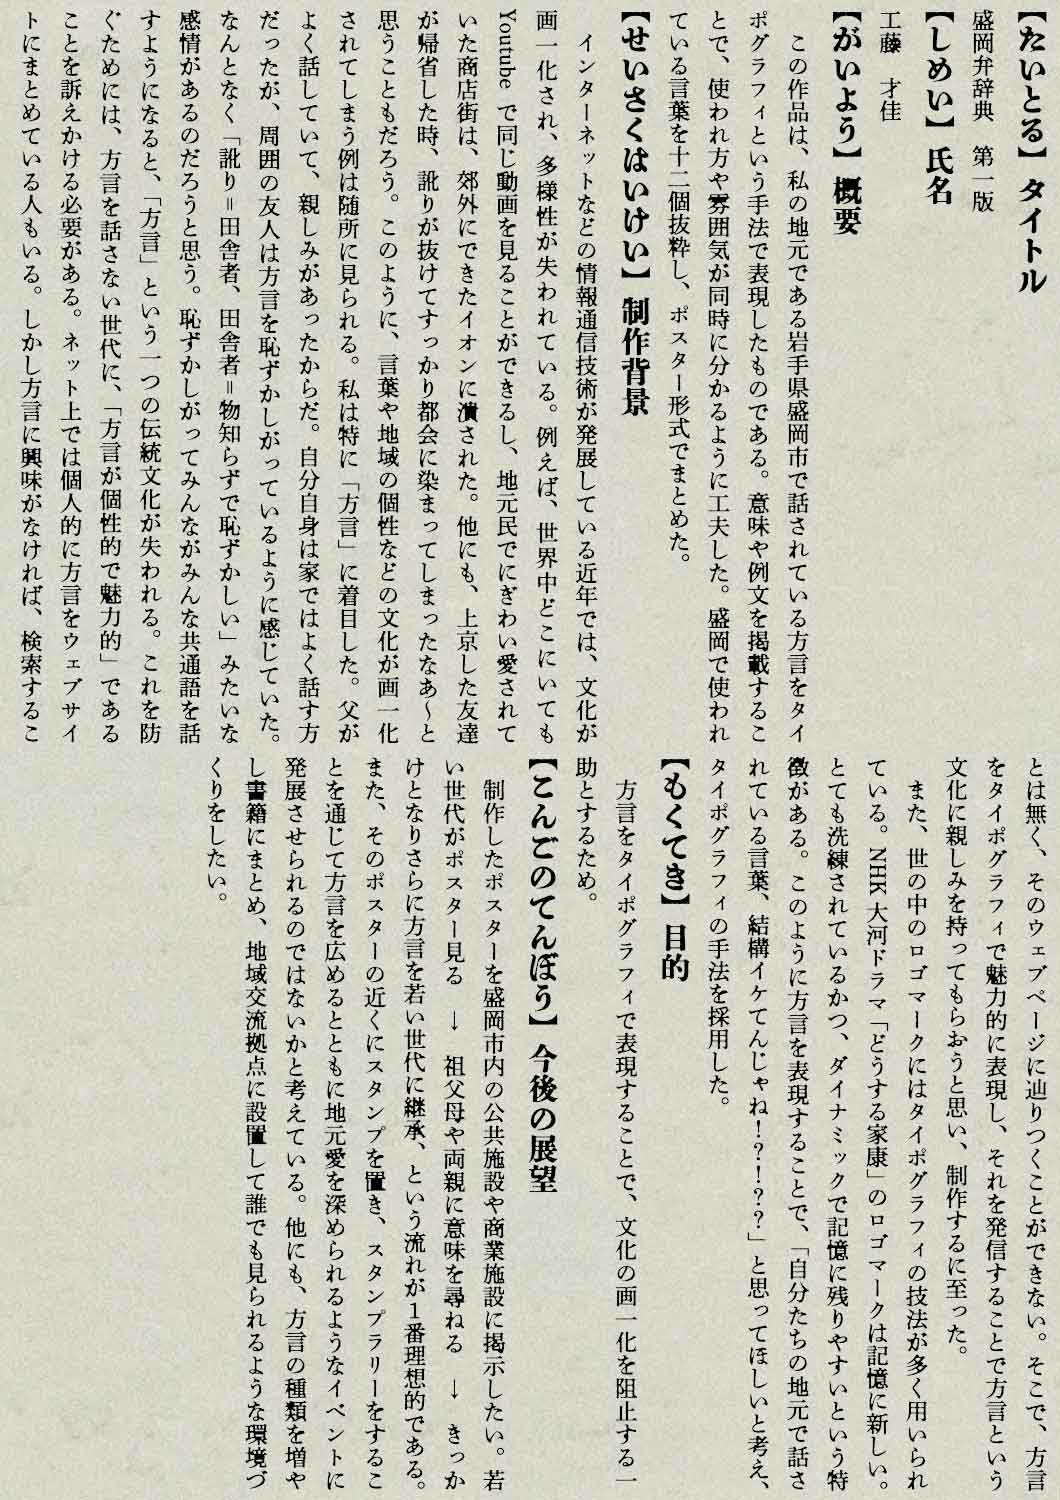 【たいとる】タイトル
盛岡弁辞典　第一版
【しめい】氏名
工藤　才佳
【がいよう】概要
　この作品は、私の地元である岩手県盛岡市で話されている方言をタイ
ポグラフィという手法で表現したものである。意味や例文を掲載するこ
とで、使われ方や雰囲気が同時に分かるように工夫した。盛岡で使われ
ている言葉を十二個抜粋し、ポスター形式でまとめた。
【せいさくはいけい】制作背景
　インターネットなどの情報通信技術が発展している近年では、文化が
画一化され、多様性が失われている。例えば、世界中どこにいても
Youtube で同じ動画を見ることができるし、地元民でにぎわい愛されて
いた商店街は、郊外にできたイオンに潰された。他にも、上京した友達
が帰省した時、訛りが抜けてすっかり都会に染まってしまったなあ～と
思うこともだろう。このように、言葉や地域の個性などの文化が画一化
されてしまう例は随所に見られる。私は特に「方言」に着目した。父が
よく話していて、親しみがあったからだ。自分自身は家ではよく話す方
だったが、周囲の友人は方言を恥ずかしがっているように感じていた。
なんとなく「訛り＝田舎者、田舎者＝物知らずで恥ずかしい」みたいな
感情があるのだろうと思う。恥ずかしがってみんながみんな共通語を話
すようになると、「方言」という一つの伝統文化が失われる。これを防
ぐためには、方言を話さない世代に、「方言が個性的で魅力的」である
ことを訴えかける必要がある。ネット上では個人的に方言をウェブサイ
トにまとめている人もいる。しかし方言に興味がなければ、検索するこ
とは無く、そのウェブページに辿りつくことができない。そこで、方言
をタイポグラフィで魅力的に表現し、それを発信することで方言という
文化に親しみを持ってもらおうと思い、制作するに至った。
　また、世の中のロゴマークにはタイポグラフィの技法が多く用いられ
ている。NHK 大河ドラマ「どうする家康」のロゴマークは記憶に新しい。
とても洗練されているかつ、ダイナミックで記憶に残りやすいという特
徴がある。このように方言を表現することで、「自分たちの地元で話さ
れている言葉、結構イケてんじゃね！？！？？」と思ってほしいと考え、
タイポグラフィの手法を採用した。
【もくてき】目的
　方言をタイポグラフィで表現することで、文化の画一化を阻止する一
助とするため。
【こんごのてんぼう】今後の展望
　制作したポスターを盛岡市内の公共施設や商業施設に掲示したい。若
い世代がポスター見る　→　祖父母や両親に意味を尋ねる　→　きっか
けとなりさらに方言を若い世代に継承、という流れが１番理想的である。
また、そのポスターの近くにスタンプを置き、スタンプラリーをするこ
とを通じて方言を広めるとともに地元愛を深められるようなイベントに
発展させられるのではないかと考えている。他にも、方言の種類を増や
し書籍にまとめ、地域交流拠点に設置して誰でも見られるような環境づ
くりをしたい。